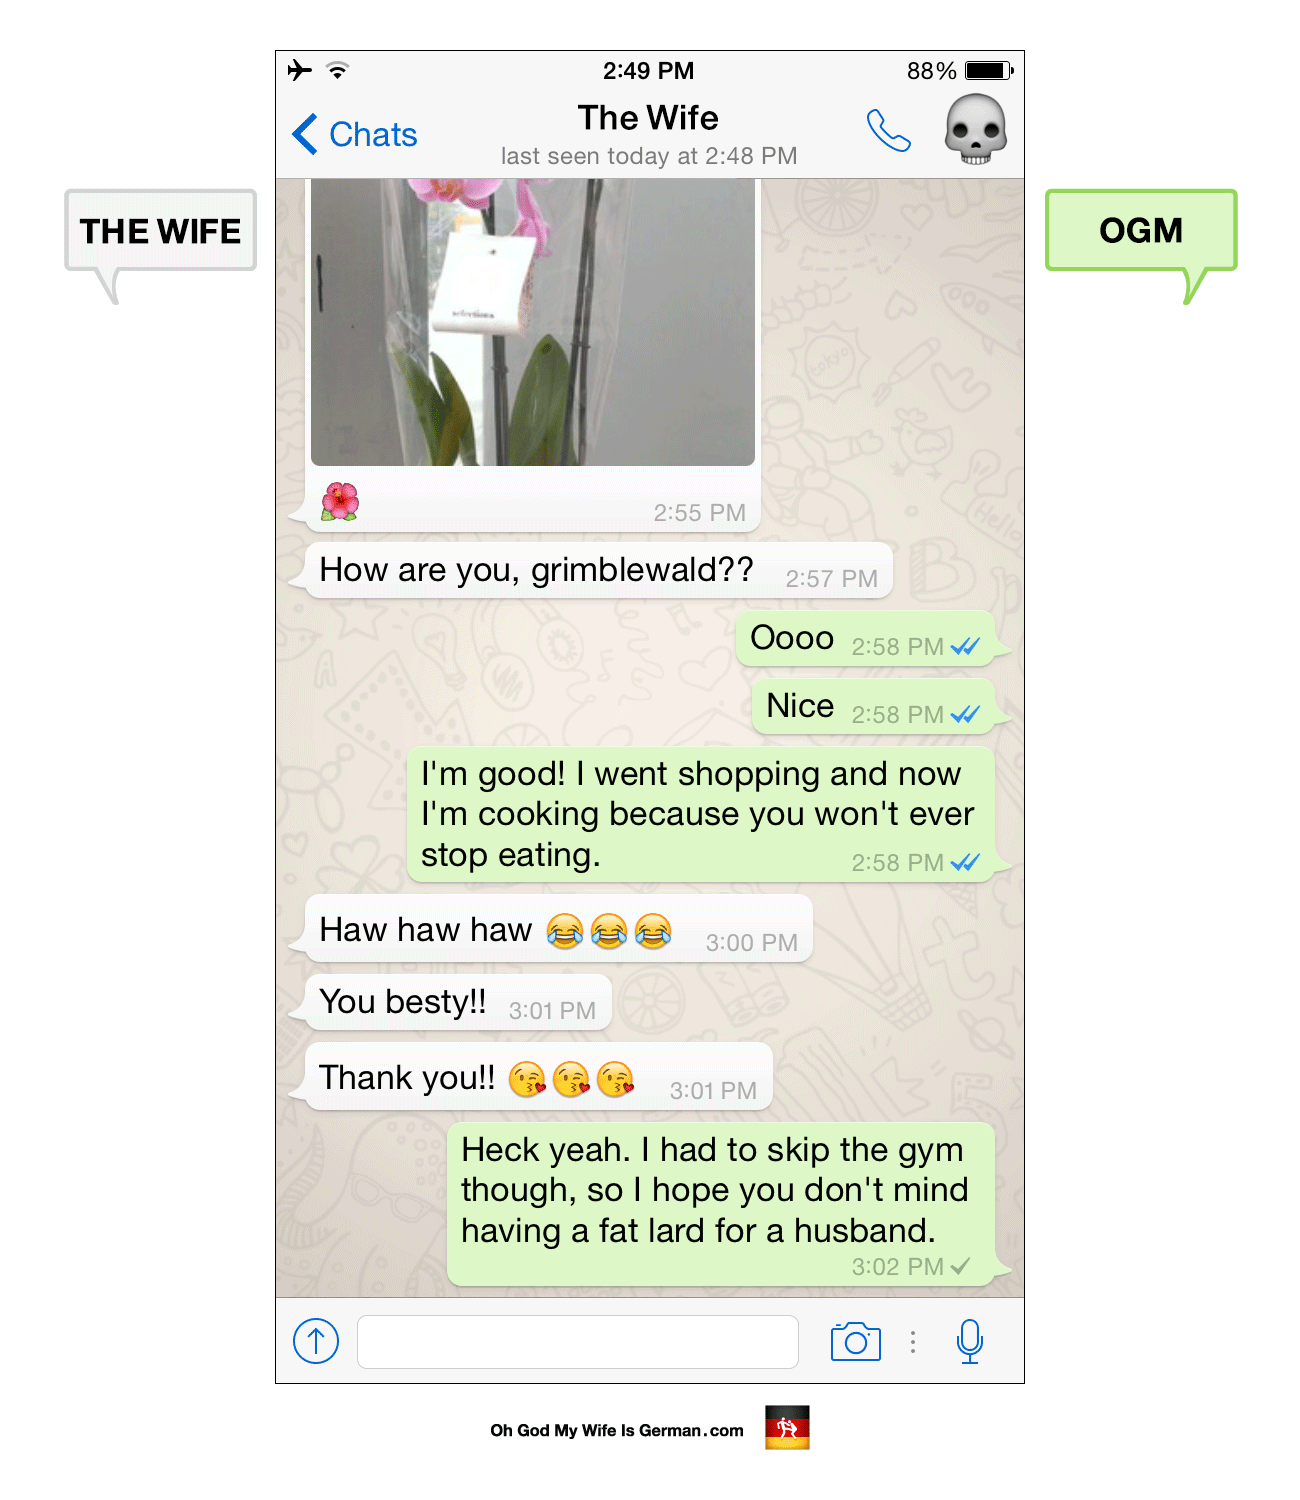 2:49 PM
88%
Chats
The Wife
last seen today at 2:48 PM
THE WIFE
OGM
selections
2:55 PM
How are you, grimblewald?? 2:57 PM
Oooo 2:58 PM
Nice 2:58 PM
I'm good! I went shopping and now
I'm cooking because you won't ever
stop eating. 2:58 PM
Haw haw haw 😂😂😂 3:00 PM
You besty!! 3:01 PM
Thank you!! 😘😘😘 3:01 PM
Heck yeah. I had to skip the gym
though, so I hope you don't mind
having a fat lard for a husband.
3:02 PM
Oh God My Wife Is German.com